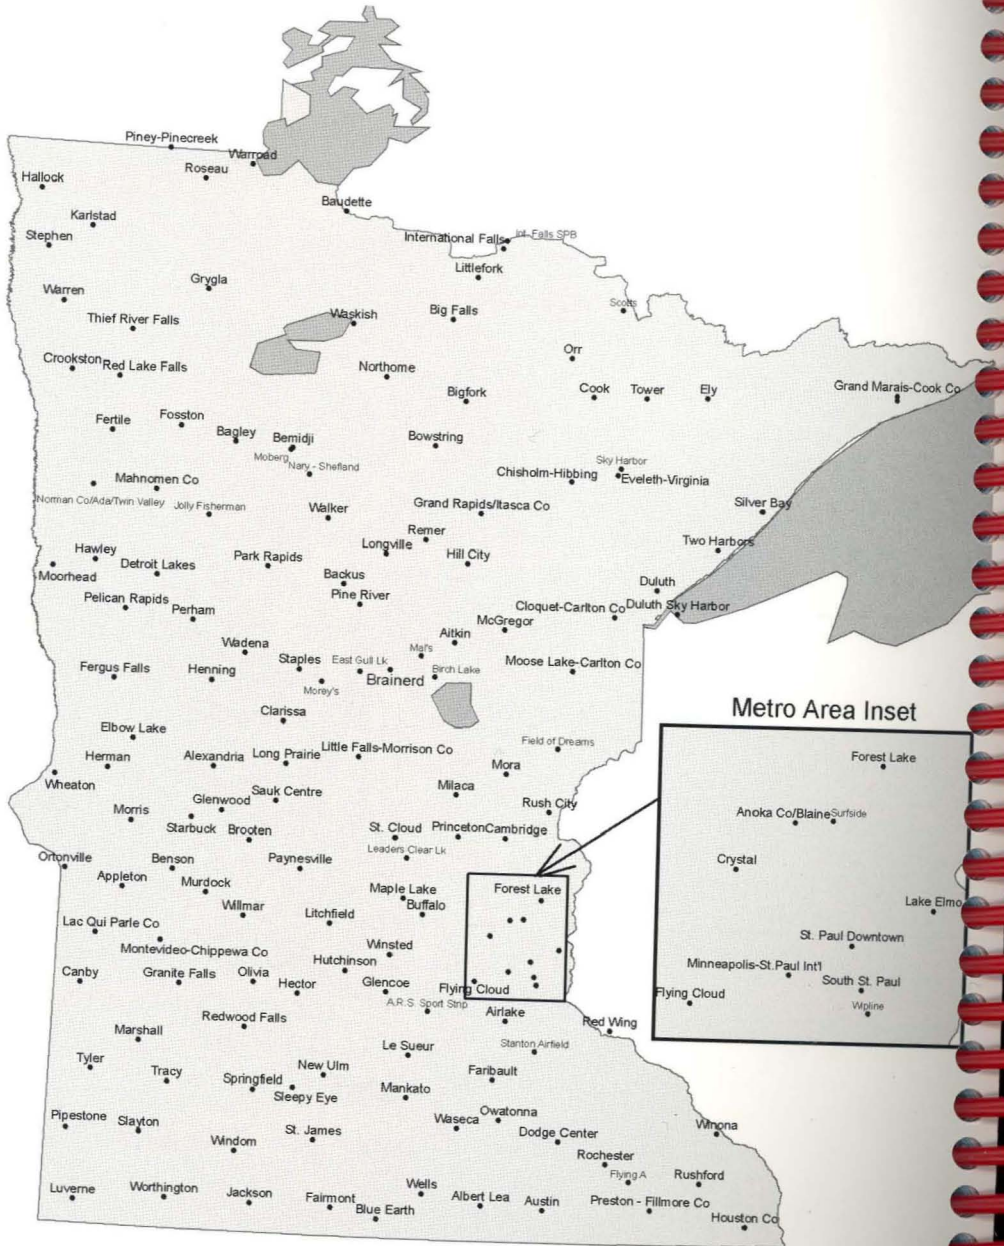 Piney-Pinecreek
Warroad
Roseau
Hallock
Baudette
Karlstad
Stephen
International Falls
Int. Falls SPB
Littlefork
Grygla
Warren
Scotts
Big Falls
Waskish
Thief River Falls
Orr
Crookston
Red Lake Falls
Northome
Grand Marais-Cook Co
Bigfork
Cook
Tower
Ely
Fosston
Fertile
Bagley
Bemidji
Bowstring
Moberg
Nary - Shefland
Sky Harbor
Chisholm-Hibbing
Eveleth-Virginia
Mahnomen Co
Norman Co/Ada/Twin Valley
Jolly Fisherman
Walker
Grand Rapids/Itasca Co
Silver Bay
Remer
Longville
Two Harbors
Hawley
Detroit Lakes
Park Rapids
Hill City
Moorhead
Backus
Duluth
Pine River
Pelican Rapids
Perham
Cloquet-Carlton Co
Duluth Sky Harbor
McGregor
Aitkin
Wadena
Mal's
Fergus Falls
Henning
Staples
East Gull Lk
Birch Lake
Moose Lake-Carlton Co
Brainerd
Morey's
Clarissa
Metro Area Inset
Elbow Lake
Field of Dreams
Herman
Alexandria
Long Prairie
Little Falls-Morrison Co
Forest Lake
Mora
Wheaton
Milaca
Sauk Centre
Glenwood
Rush City
Morris
Anoka Co/Blaine
Surfside
Starbuck
Brooten
St. Cloud
Princeton
Cambridge
Leaders Clear Lk
Ortonville
Benson
Paynesville
Crystal
Appleton
Murdock
Maple Lake
Forest Lake
Willmar
Buffalo
Lake Elmo
Litchfield
Lac Qui Parle Co
St. Paul Downtown
Montevideo-Chippewa Co
Winsted
Hutchinson
Minneapolis-St.Paul Int'l
Canby
Granite Falls
Olivia
Hector
Glencoe
Flying Cloud
South St. Paul
Flying Cloud
A.R.S. Sport Strip
Wipline
Airlake
Redwood Falls
Red Wing
Marshall
Le Sueur
Stanton Airfield
Tyler
Tracy
Springfield
New Ulm
Faribault
Sleepy Eye
Mankato
Owatonna
Pipestone
Slayton
Waseca
Winona
St. James
Dodge Center
Windom
Rochester
Flying A
Rushford
Luverne
Worthington
Jackson
Fairmont
Wells
Albert Lea
Austin
Preston - Fillmore Co
Blue Earth
Houston Co